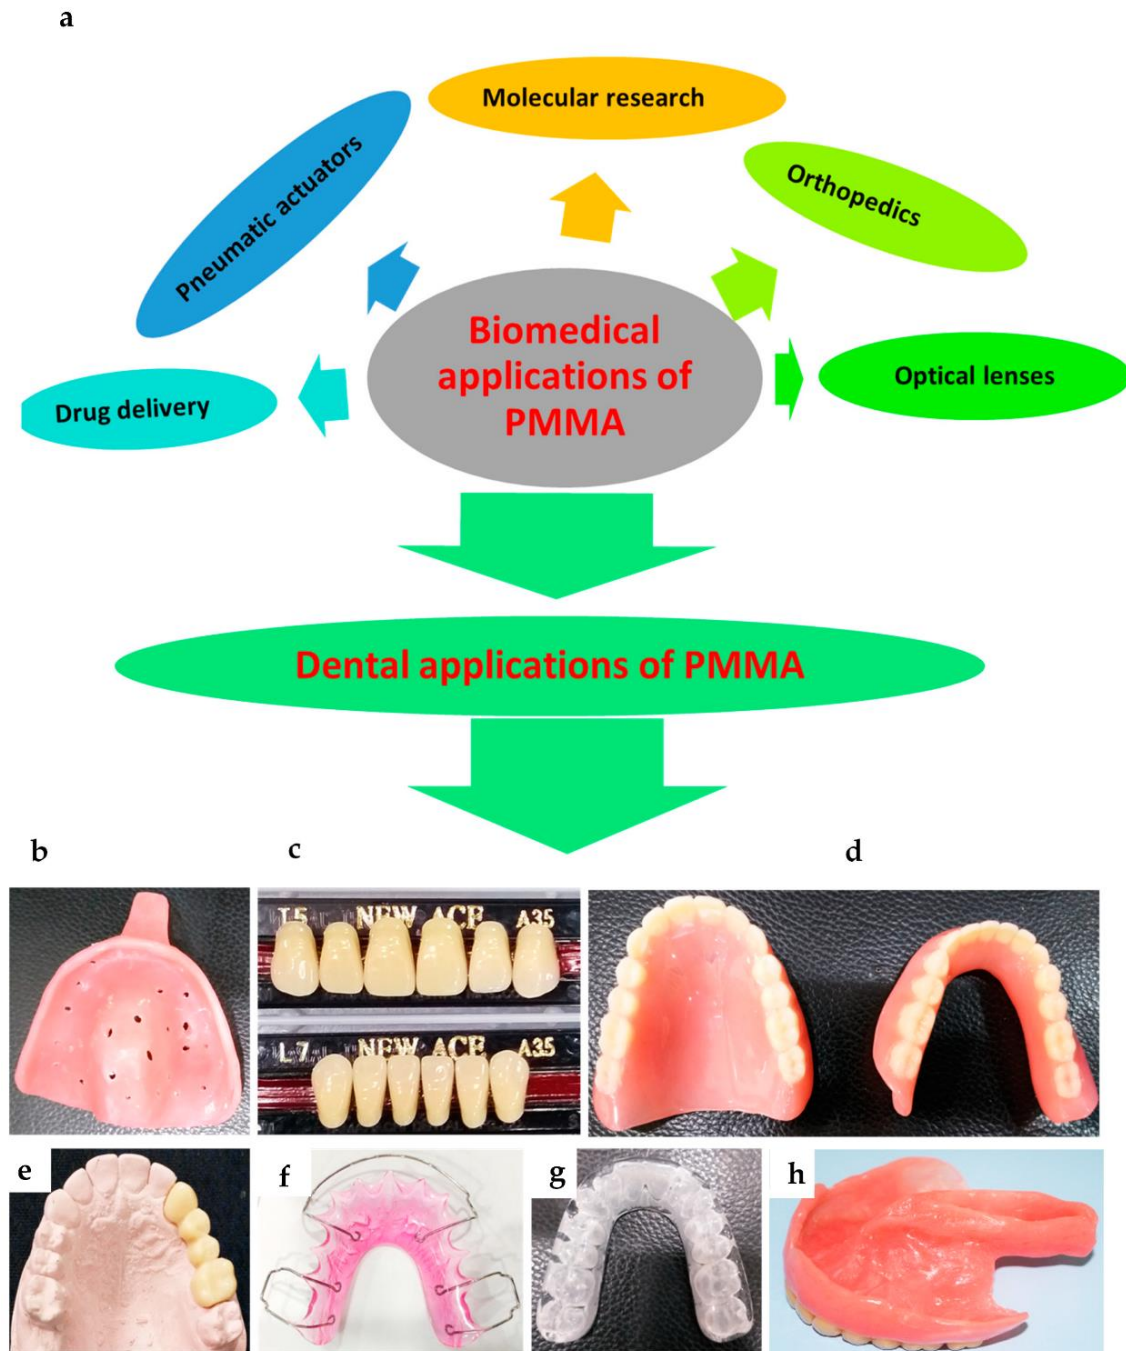 a
Molecular research
Pneumatic actuators
Orthopedics
Biomedical
applications of
PMMA
Optical lenses
Drug delivery
Dental applications of PMMA
b
c
d
NEW ACE
A35
L7 NEW ACE A35
e
f
g
h